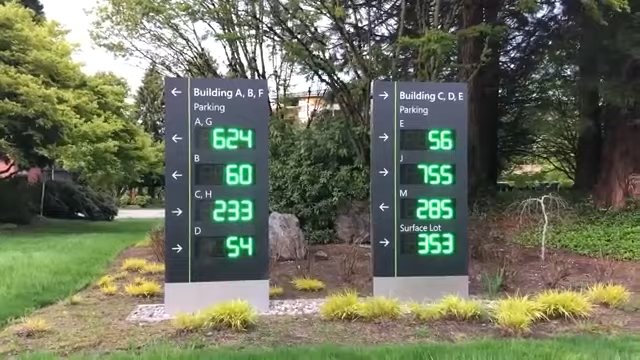 ← Building A, B, F
Parking
A, G
← 624
B
← 60
C, H
→ 233
D
→ 54
→ Building C, D, E
Parking
E
→ 56
J
→ 755
M
← 285
Surface Lot
→ 353